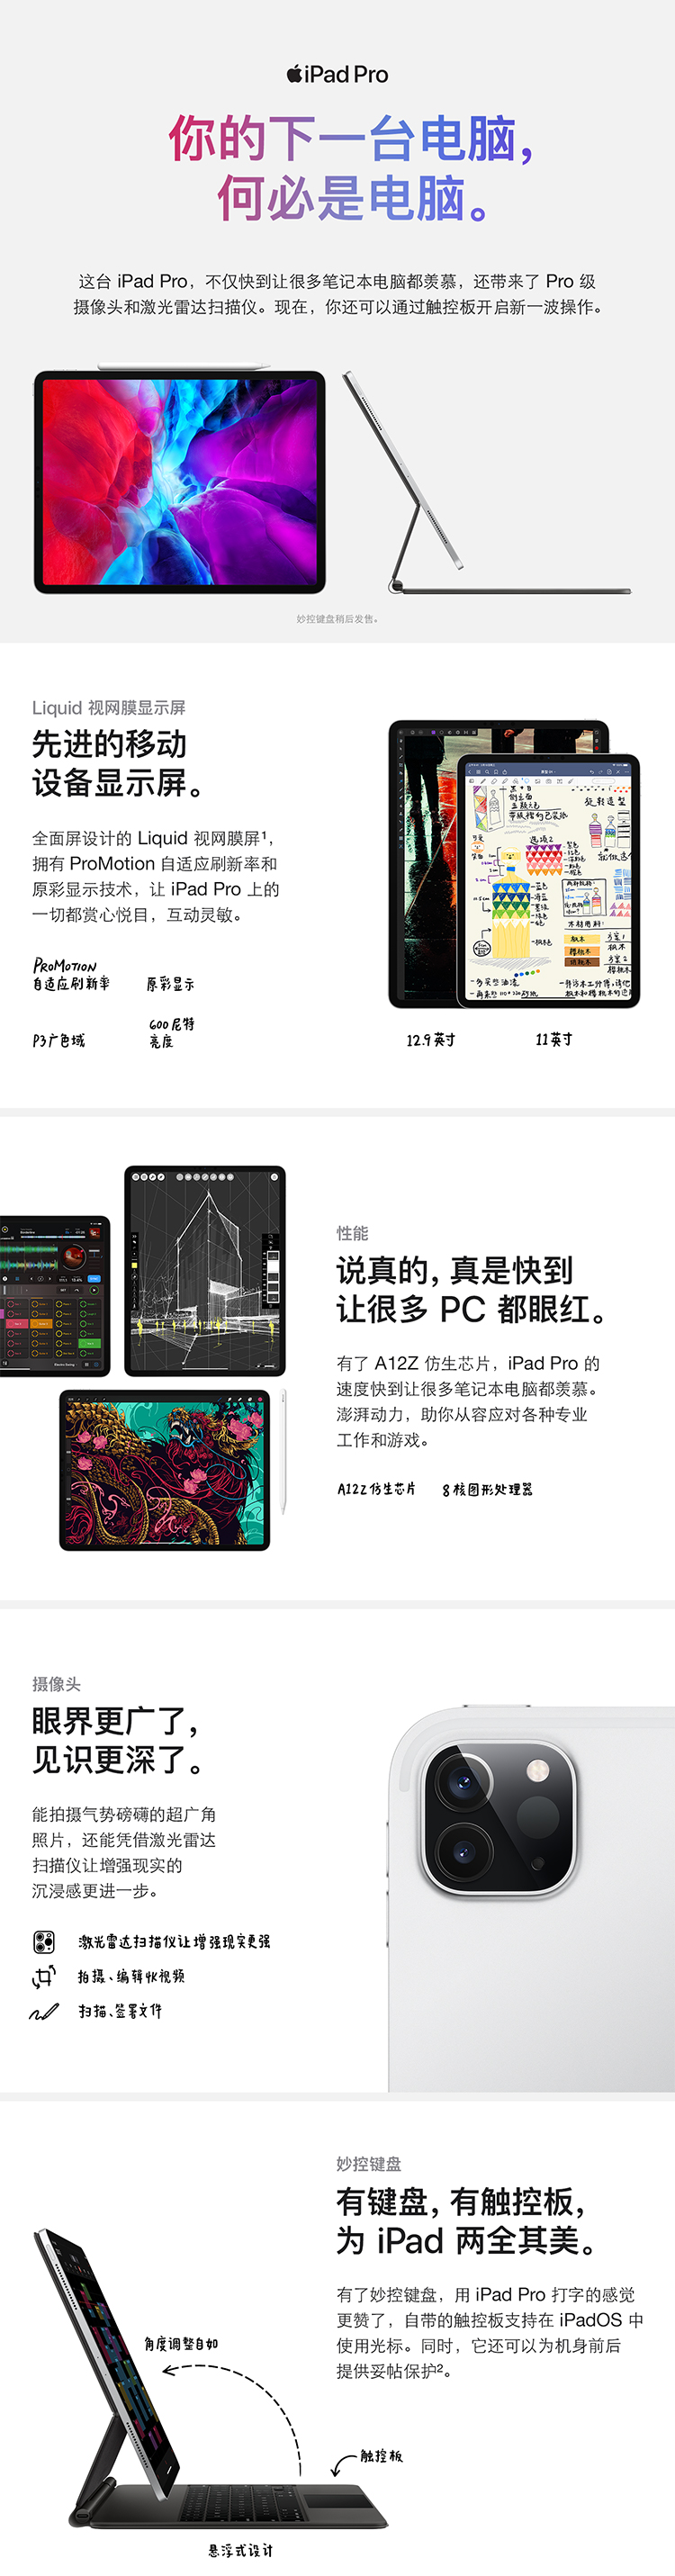 iPad Pro
你的下一台电脑，
何必是电脑。
这台 iPad Pro，不仅快到让很多笔记本电脑都羡慕，还带来了 Pro 级
摄像头和激光雷达扫描仪。现在，你还可以通过触控板开启新一波操作。
妙控键盘稍后发售。
Liquid 视网膜显示屏
先进的移动
设备显示屏。
全面屏设计的 Liquid 视网膜屏¹，
拥有 ProMotion 自适应刷新率和
原彩显示技术，让 iPad Pro 上的
一切都赏心悦目，互动灵敏。
PROMOTION
自适应刷新率
原彩显示
P3广色域
600尼特
亮度
12.9英寸
11英寸
性能
说真的，真是快到
让很多 PC 都眼红。
有了 A12Z 仿生芯片，iPad Pro 的
速度快到让很多笔记本电脑都羡慕。
澎湃动力，助你从容应对各种专业
工作和游戏。
A12Z仿生芯片
8核图形处理器
摄像头
眼界更广了，
见识更深了。
能拍摄气势磅礴的超广角
照片，还能凭借激光雷达
扫描仪让增强现实的
沉浸感更进一步。
激光雷达扫描仪让增强现实更强
拍摄、编辑4K视频
扫描、签署文件
妙控键盘
有键盘，有触控板，
为 iPad 两全其美。
有了妙控键盘，用 iPad Pro 打字的感觉
更赞了，自带的触控板支持在 iPadOS 中
使用光标。同时，它还可以为机身前后
提供妥帖保护²。
角度调整自如
触控板
悬浮式设计